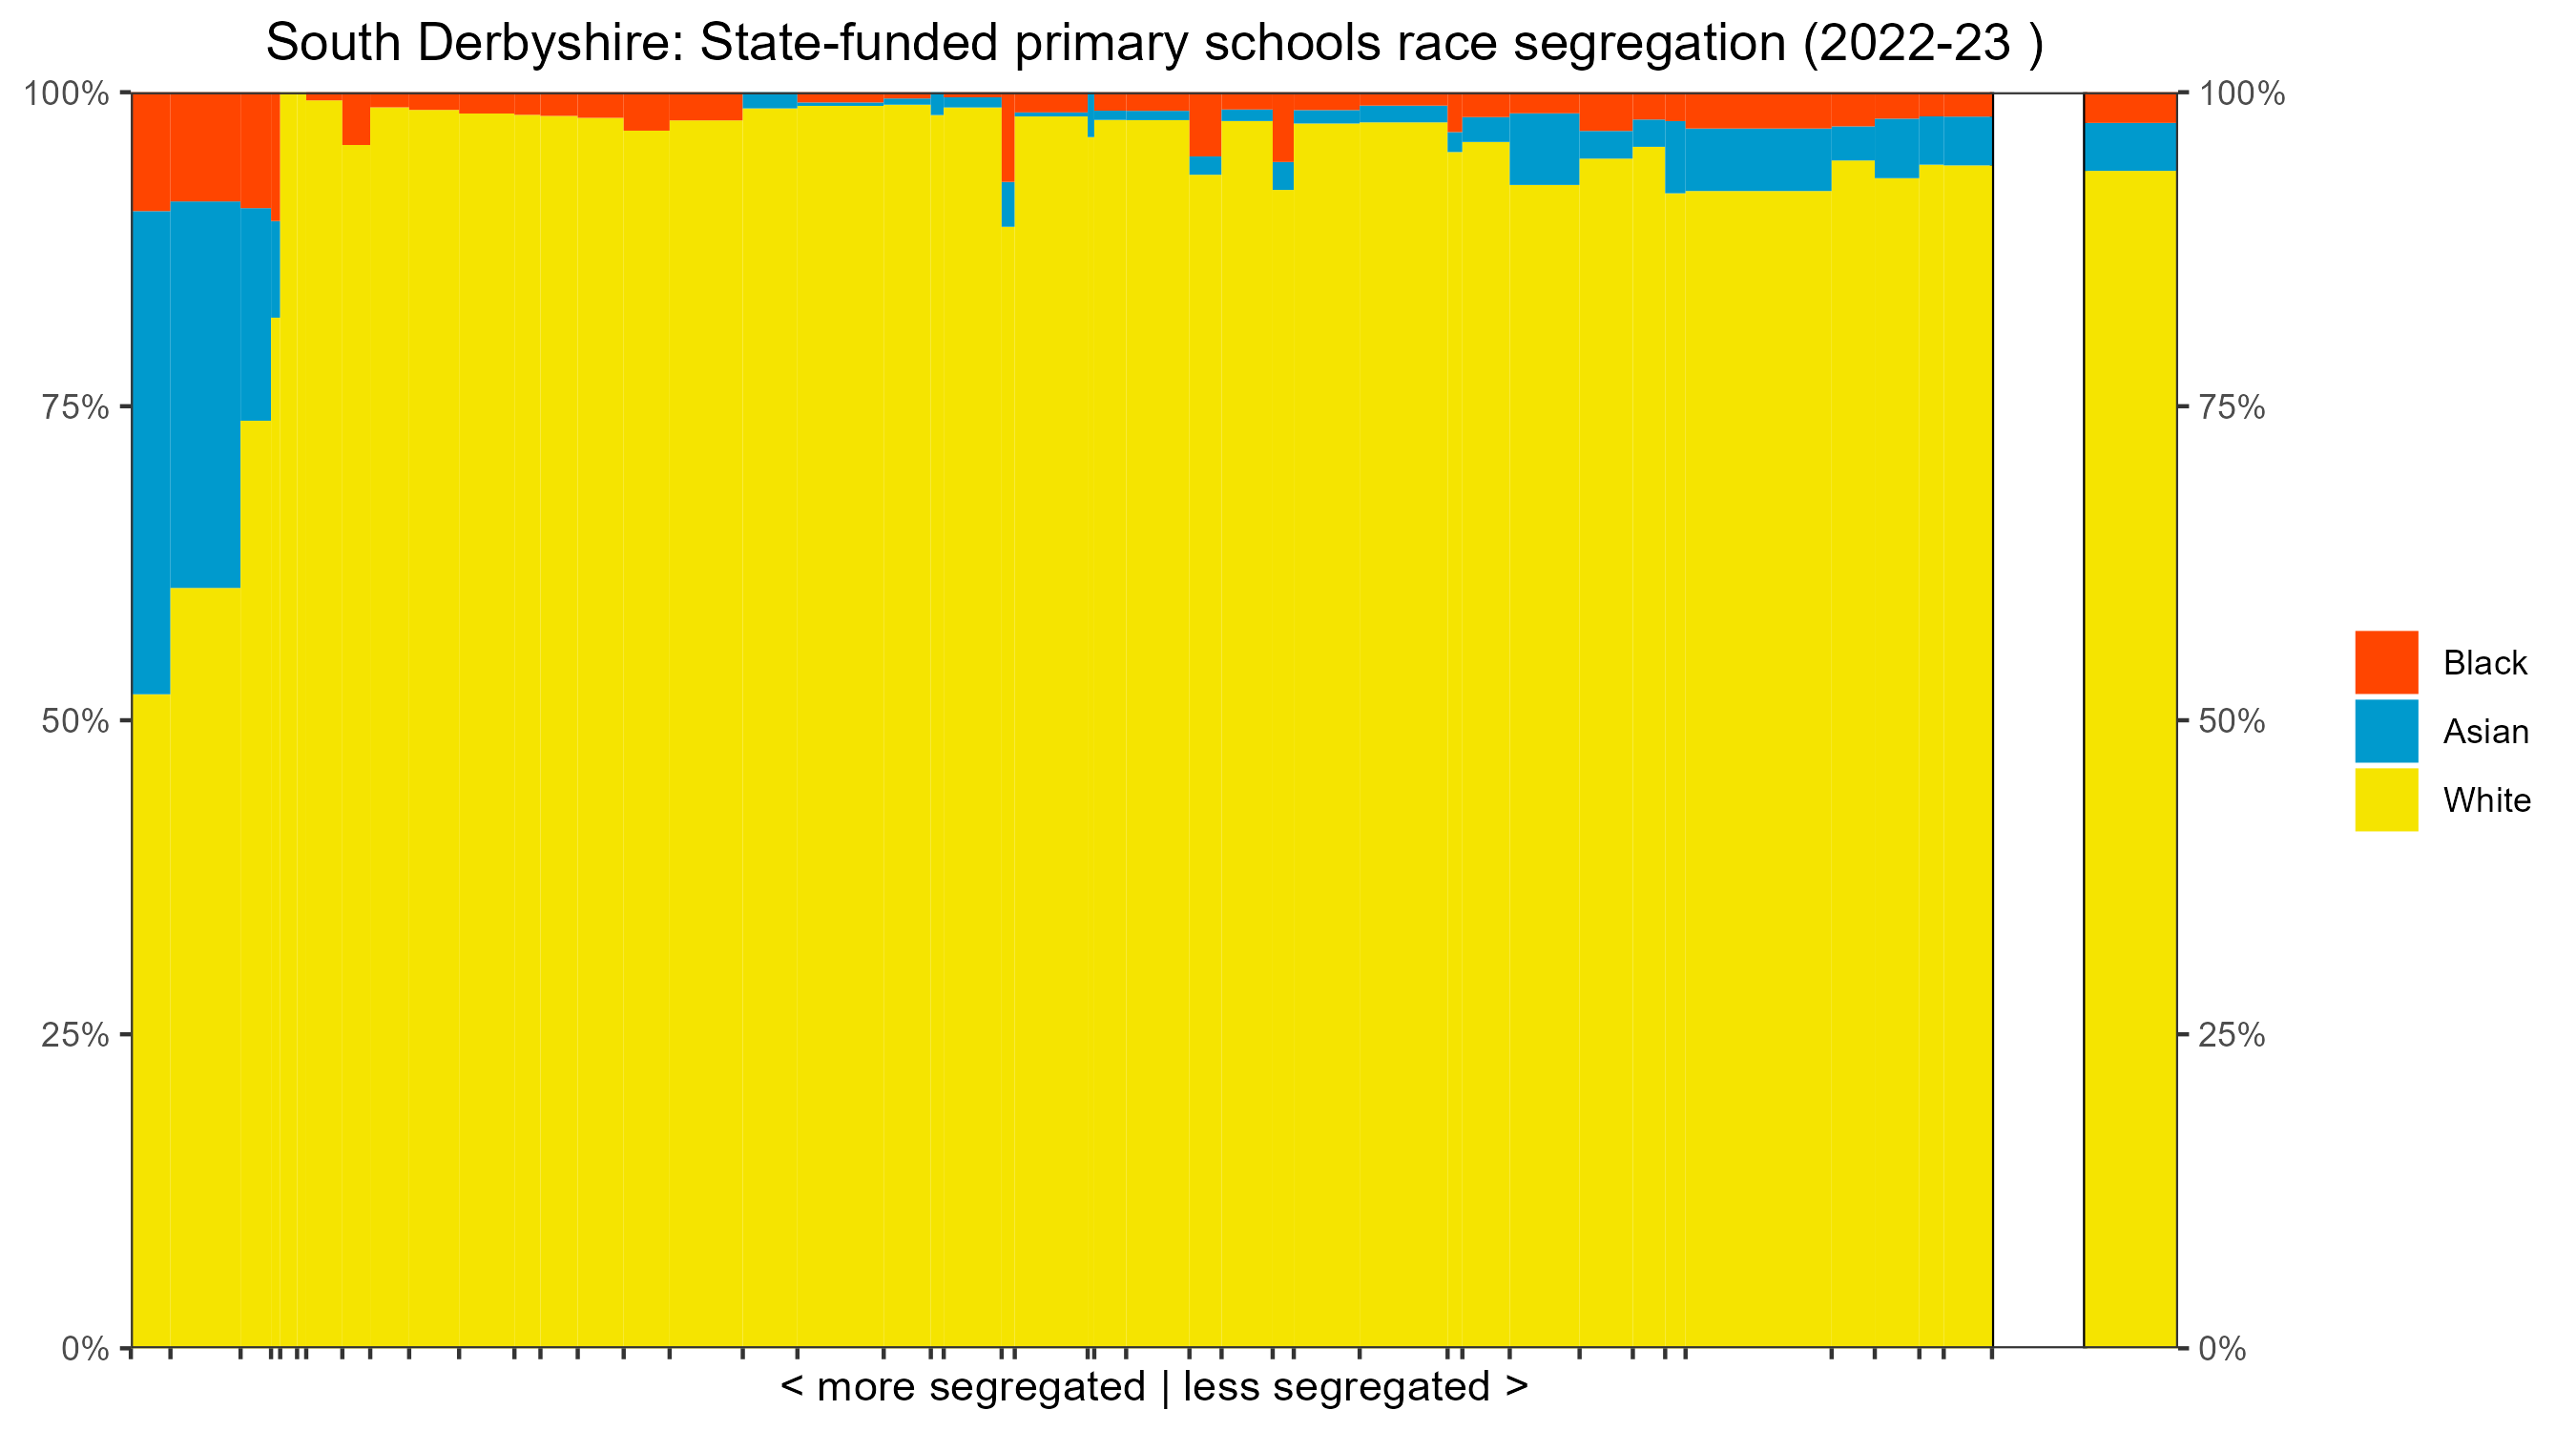 South Derbyshire: State-funded primary schools race segregation (2022-23 )
100%
75%
50%
25%
0%
100%
75%
50%
25%
0%
Black
Asian
White
< more segregated | less segregated >